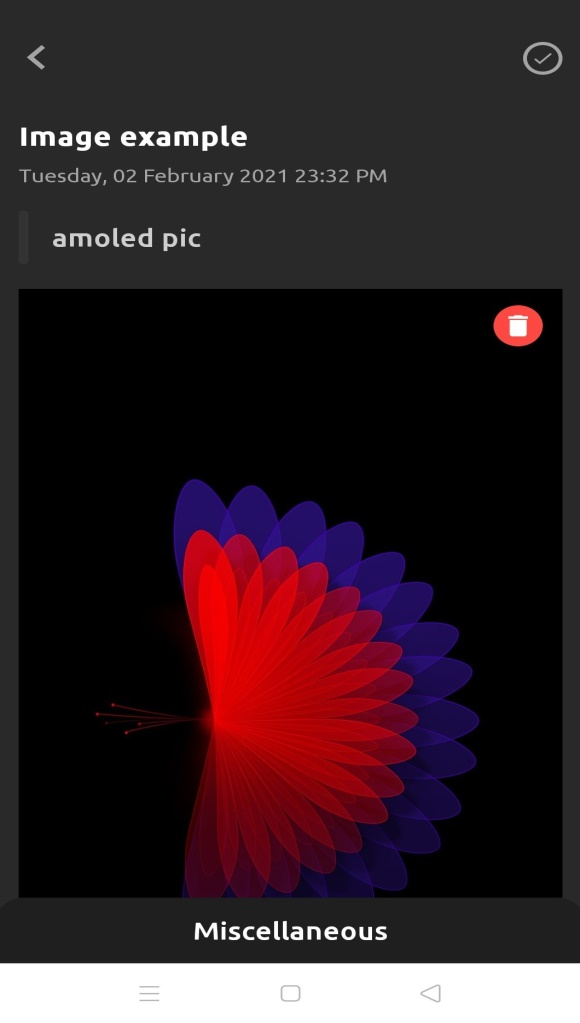 Image example
Tuesday, 02 February 2021 23:32 PM
amoled pic
Miscellaneous